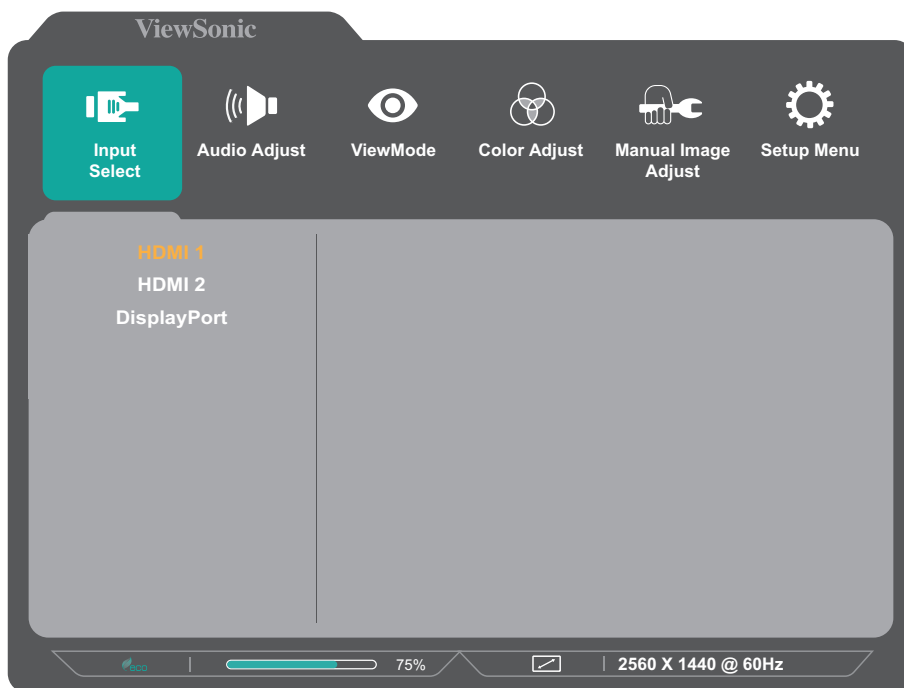 ViewSonic
Input
Select
Audio Adjust
ViewMode
Color Adjust
Manual Image
Adjust
Setup Menu
HDMI 1
HDMI 2
DisplayPort
eco
75%
2560 X 1440 @ 60Hz